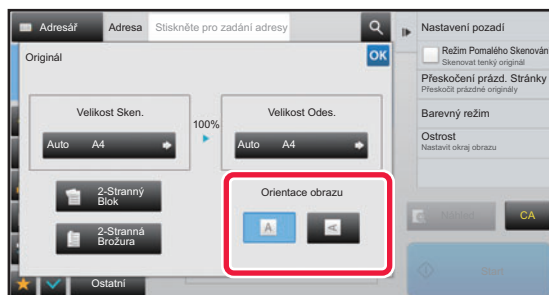 Adresář
Adresa
Stiskněte pro zadání adresy
Originál
OK
Velikost Sken.
100%
Velikost Odes.
Auto A4
Auto A4
2-Stranný
Blok
2-Stranná
Brožura
Orientace obrazu
A
A
Ostatní
Nastavení pozadí
Režim Pomalého Skenován
Skenovat tenký originál
Přeskočení prázd. Stránky
Přeskočit prázdné originály
Barevný režim
Ostrost
Nastavit okraj obrazu
CA
Start